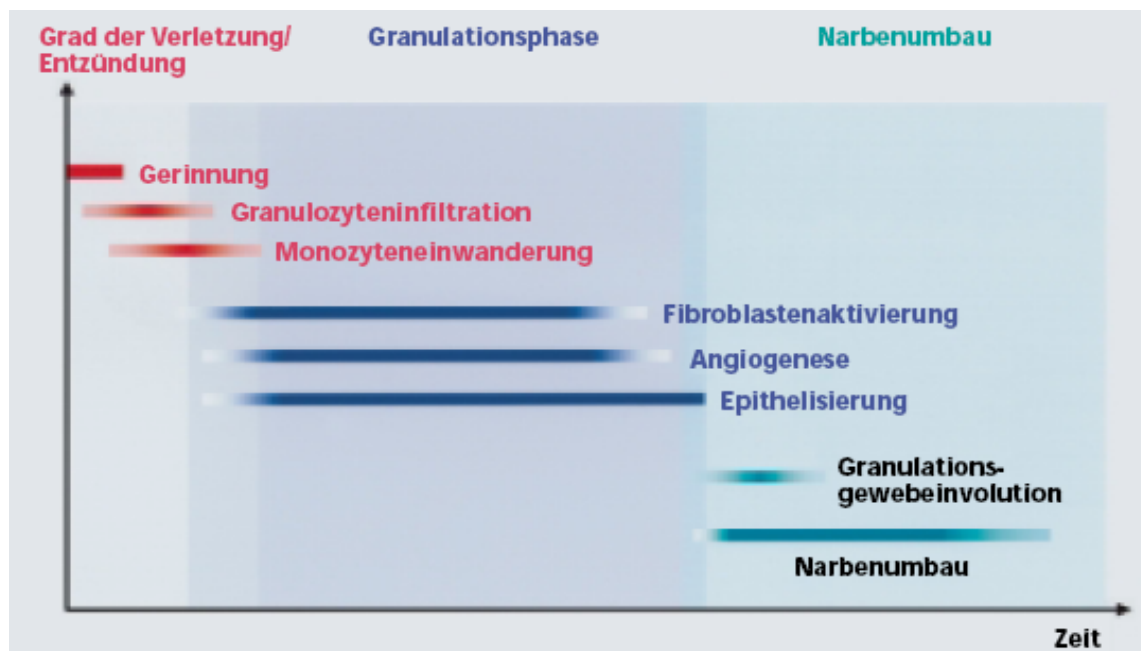 Grad der Verletzung/
Entzündung
Granulationsphase
Narbenumbau
Gerinnung
Granulozyteninfiltration
Monozyteneinwanderung
Fibroblastenaktivierung
Angiogenese
Epithelisierung
Granulations-
gewebeinvolution
Narbenumbau
Zeit